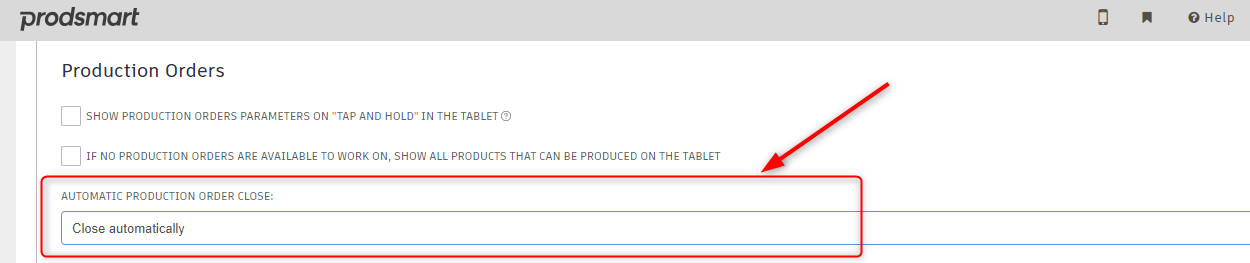 prodsmart
Help
Production Orders
SHOW PRODUCTION ORDERS PARAMETERS ON "TAP AND HOLD" IN THE TABLET
IF NO PRODUCTION ORDERS ARE AVAILABLE TO WORK ON, SHOW ALL PRODUCTS THAT CAN BE PRODUCED ON THE TABLET
AUTOMATIC PRODUCTION ORDER CLOSE:
Close automatically